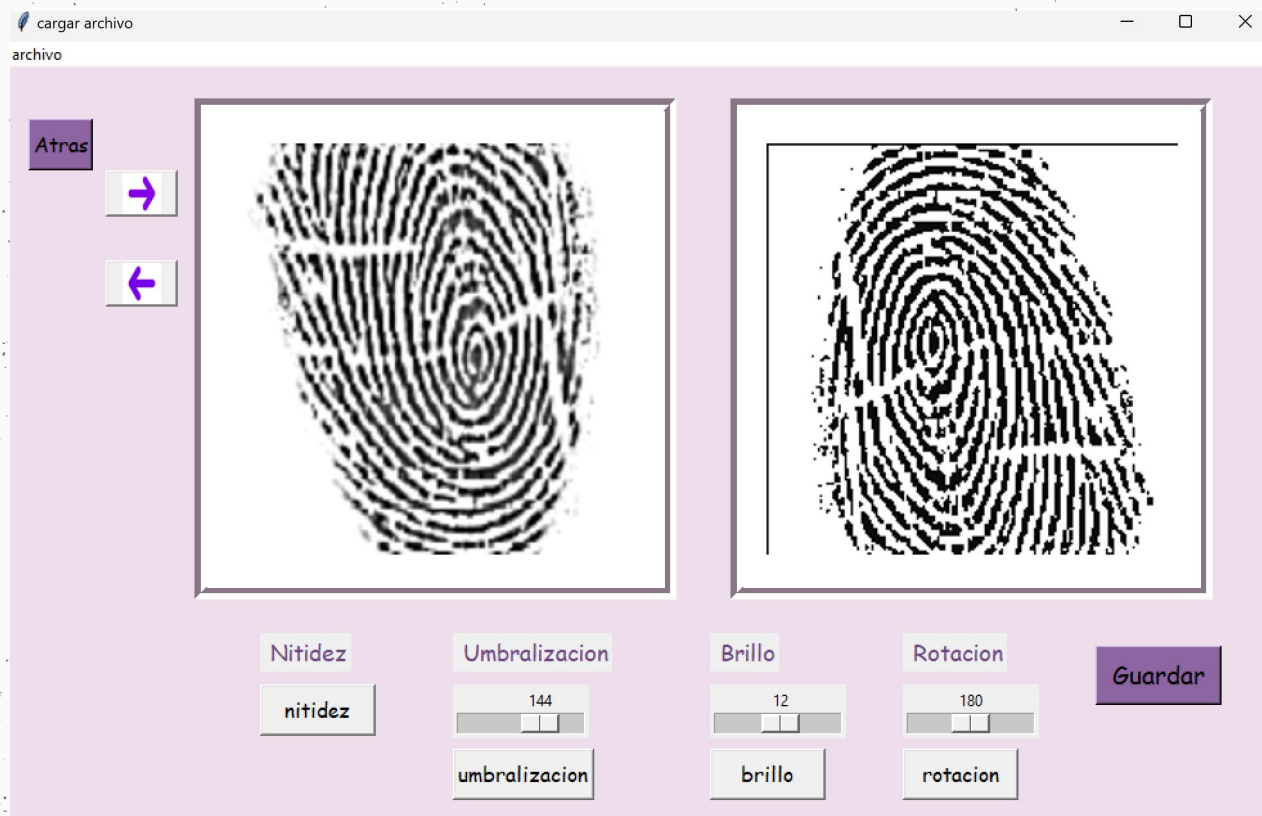 cargar archivo
archivo
Atras
Nitidez
Umbralizacion
Brillo
Rotacion
Guardar
144
12
180
nitidez
umbralizacion
brillo
rotacion